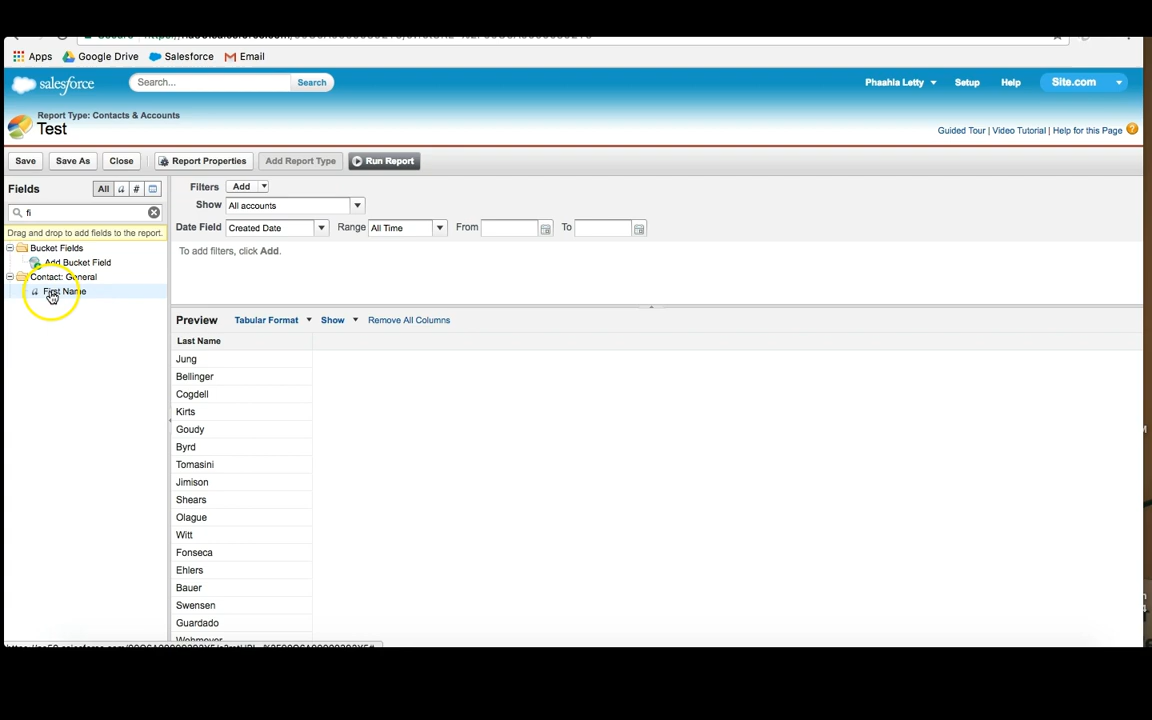 Apps Google Drive Salesforce Email
salesforce Search... Search Phaahla Letty Setup Help Site.com
Report Type: Contacts & Accounts
Test
Guided Tour | Video Tutorial | Help for this Page ?
Save Save As Close Report Properties Add Report Type Run Report
Fields All a # Filters Add
fi Show All accounts
Drag and drop to add fields to the report. Date Field Created Date Range All Time From To
Bucket Fields To add filters, click Add.
Add Bucket Field
Contact: General
a First Name
Preview Tabular Format Show Remove All Columns
Last Name
Jung
Bellinger
Cogdell
Kirts
Goudy
Byrd
Tomasini
Jimison
Shears
Olague
Witt
Fonseca
Ehlers
Bauer
Swensen
Guardado